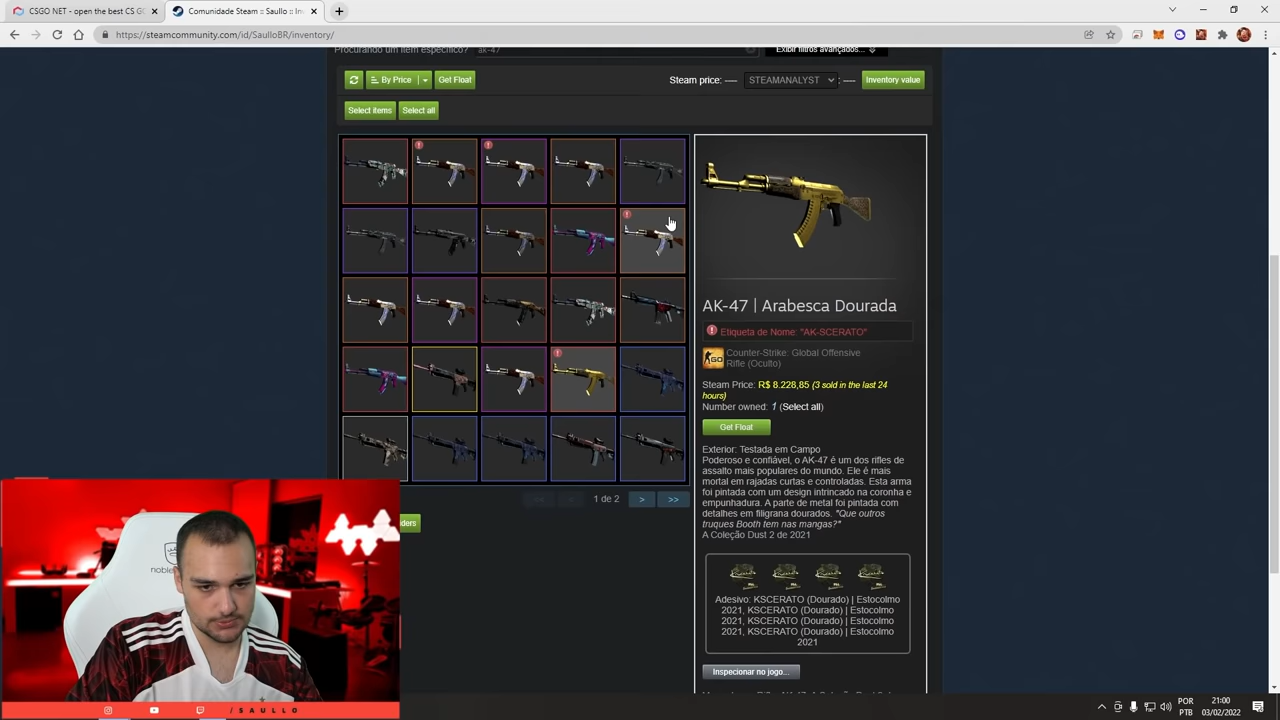 CSGO NET - open the best CS GO c
Steam Community :: Inv
https://steamcommunity.com/id/SaulloBR/inventory/
Procurando um item específico?
ak-47
Exibir filtros avançados...
By Price
Get Float
Steam price: ----
STEAMANALYST
: ----
Inventory value
Select items
Select all
AK-47 | Arabesca Dourada
Etiqueta de Nome: "AK-SCERATO"
Counter-Strike: Global Offensive
Rifle (Oculto)
Steam Price: R$ 8.228,85 (3 sold in the last 24
hours)
Number owned: 1 (Select all)
Get Float
Exterior: Testada em Campo
Poderoso e confiável, o AK-47 é um dos rifles de
assalto mais populares do mundo. Ele é mais
mortal em rajadas curtas e controladas. Esta arma
foi pintada com um design intrincado na coronha e
empunhadura. A parte de metal foi pintada com
detalhes em filigrana dourados. "Que outros
truques Booth tem nas mangas?"
A Coleção Dust 2 de 2021
Adesivo: KSCERATO (Dourado) | Estocolmo
2021, KSCERATO (Dourado) | Estocolmo
2021, KSCERATO (Dourado) | Estocolmo
2021, KSCERATO (Dourado) | Estocolmo
2021
Inspecionar no jogo...
1 de 2
>
>>
noble
/SAULLO
POR
PTB
21:00
03/02/2022